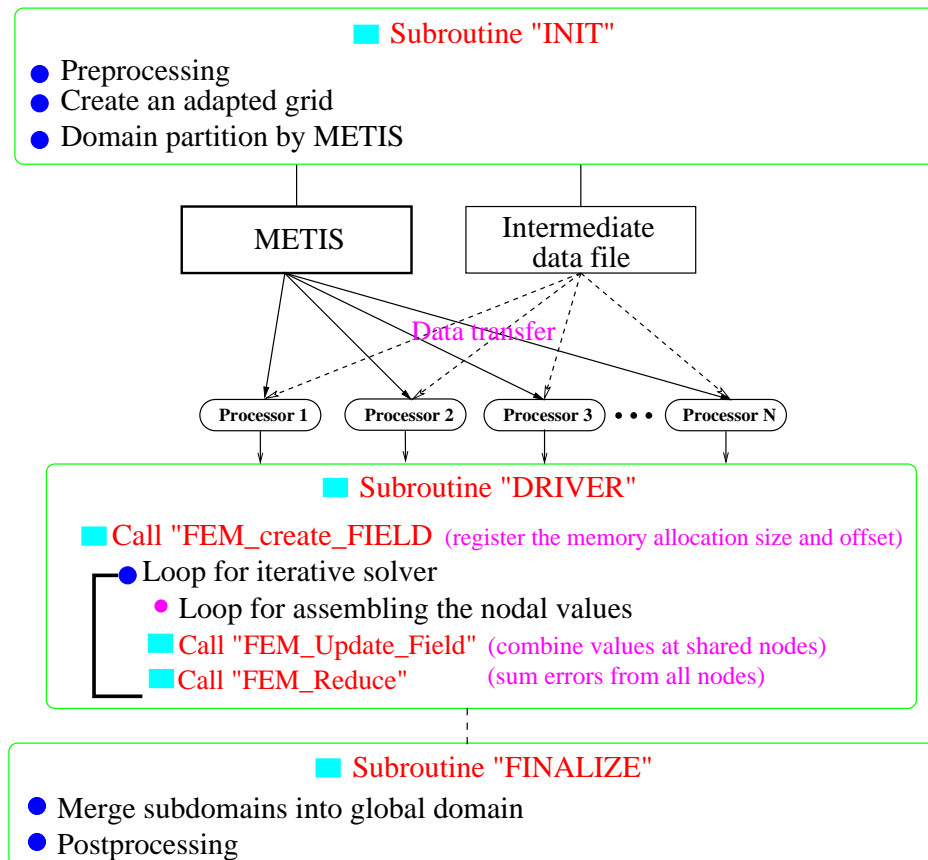 Subroutine "INIT"
Preprocessing
Create an adapted grid
Domain partition by METIS
METIS
Intermediate
data file
Data transfer
Processor 1
Processor 2
Processor 3
Processor N
Subroutine "DRIVER"
Call "FEM_create_FIELD (register the memory allocation size and offset)
Loop for iterative solver
Loop for assembling the nodal values
Call "FEM_Update_Field" (combine values at shared nodes)
Call "FEM_Reduce" (sum errors from all nodes)
Subroutine "FINALIZE"
Merge subdomains into global domain
Postprocessing